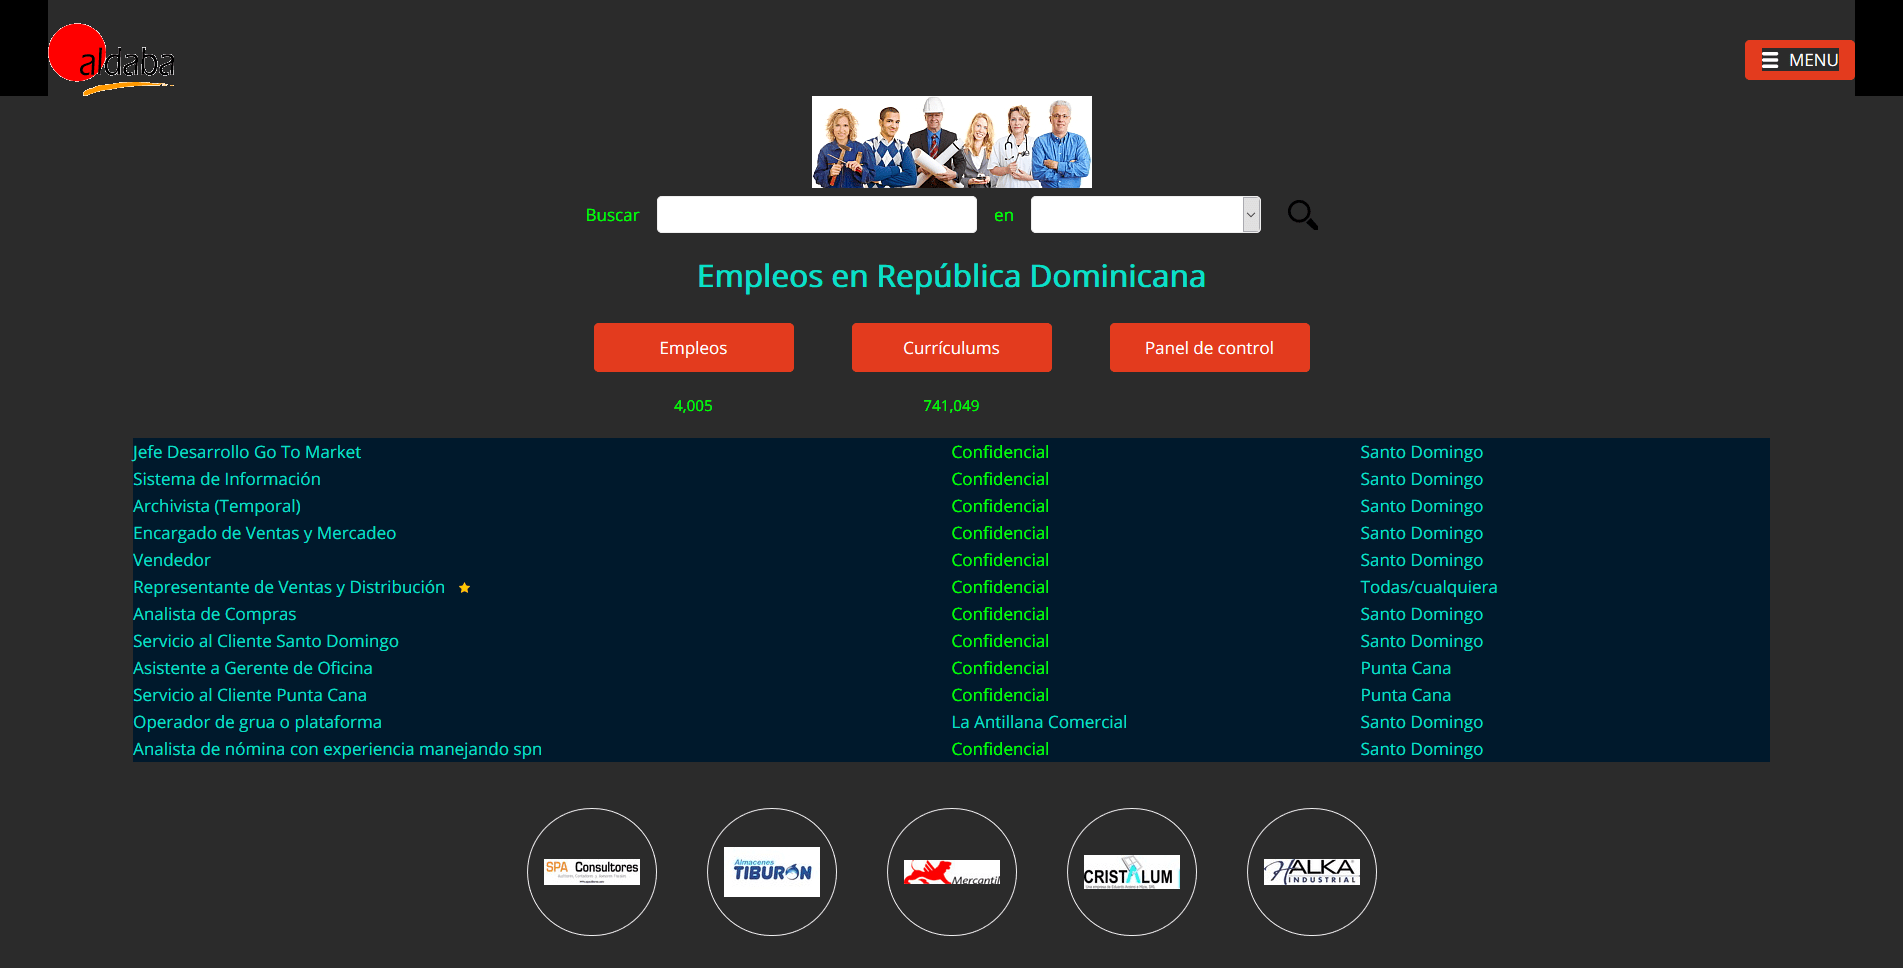 aldaba
MENU
Buscar en
Empleos en República Dominicana
Empleos Currículums Panel de control
4,005 741,049
Jefe Desarrollo Go To Market Confidencial Santo Domingo
Sistema de Información Confidencial Santo Domingo
Archivista (Temporal) Confidencial Santo Domingo
Encargado de Ventas y Mercadeo Confidencial Santo Domingo
Vendedor Confidencial Santo Domingo
Representante de Ventas y Distribución Confidencial Todas/cualquiera
Analista de Compras Confidencial Santo Domingo
Servicio al Cliente Santo Domingo Confidencial Santo Domingo
Asistente a Gerente de Oficina Confidencial Punta Cana
Servicio al Cliente Punta Cana Confidencial Punta Cana
Operador de grua o plataforma La Antillana Comercial Santo Domingo
Analista de nómina con experiencia manejando spn Confidencial Santo Domingo
SPA Consultores
Almacenes
TIBURÓN
Mercantil
CRISTALUM
HALKA
INDUSTRIAL